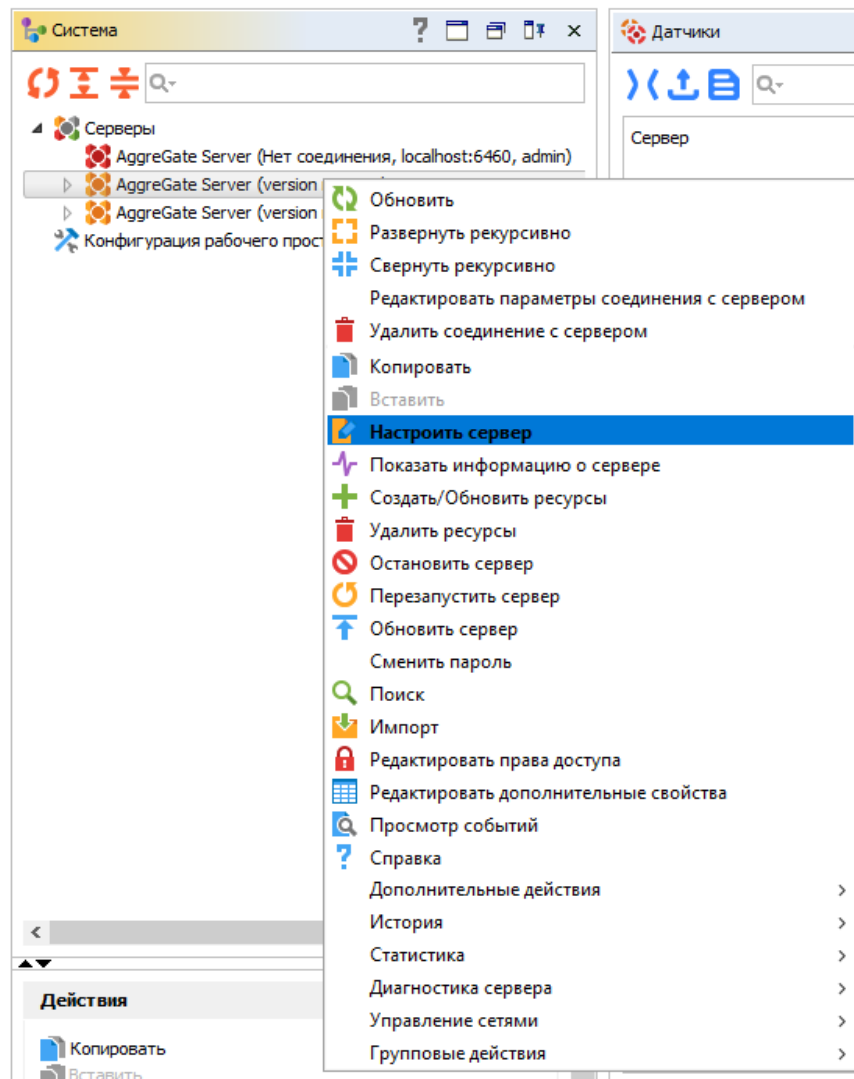 Система
Датчики
Сервер
Серверы
AggreGate Server (Нет соединения, localhost:6460, admin)
AggreGate Server (version
AggreGate Server (version
Конфигурация рабочего прост
Обновить
Развернуть рекурсивно
Свернуть рекурсивно
Редактировать параметры соединения с сервером
Удалить соединение с сервером
Копировать
Вставить
Настроить сервер
Показать информацию о сервере
Создать/Обновить ресурсы
Удалить ресурсы
Остановить сервер
Перезапустить сервер
Обновить сервер
Сменить пароль
Поиск
Импорт
Редактировать права доступа
Редактировать дополнительные свойства
Просмотр событий
Справка
Дополнительные действия
История
Статистика
Диагностика сервера
Управление сетями
Групповые действия
Действия
Копировать
Вставить